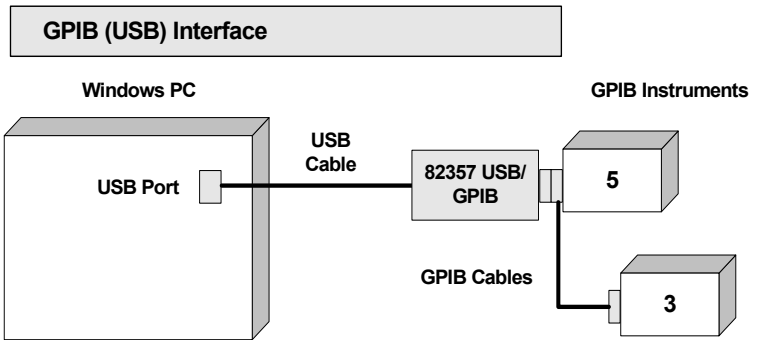 GPIB (USB) Interface
Windows PC
GPIB Instruments
USB
Cable
USB Port
82357 USB/
GPIB
5
GPIB Cables
3